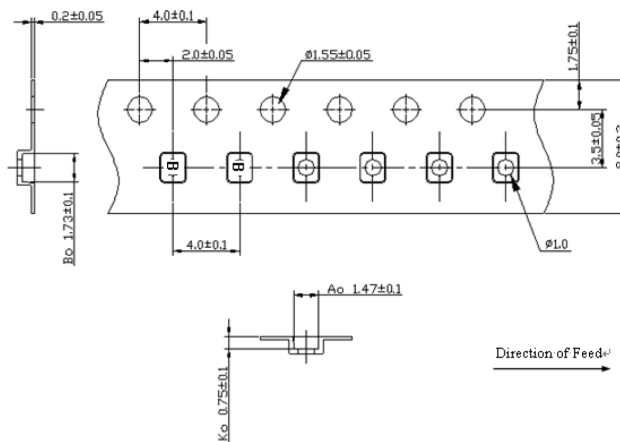 0.2±0.05
4.0±0.1
2.0±0.05
ø1.55±0.05
1.75±0.1
3.5±0.05
B
B
Bo 1.73±0.1
4.0±0.1
ø1.0
Ao 1.47±0.1
Ko 0.75±0.1
Direction of Feed↵